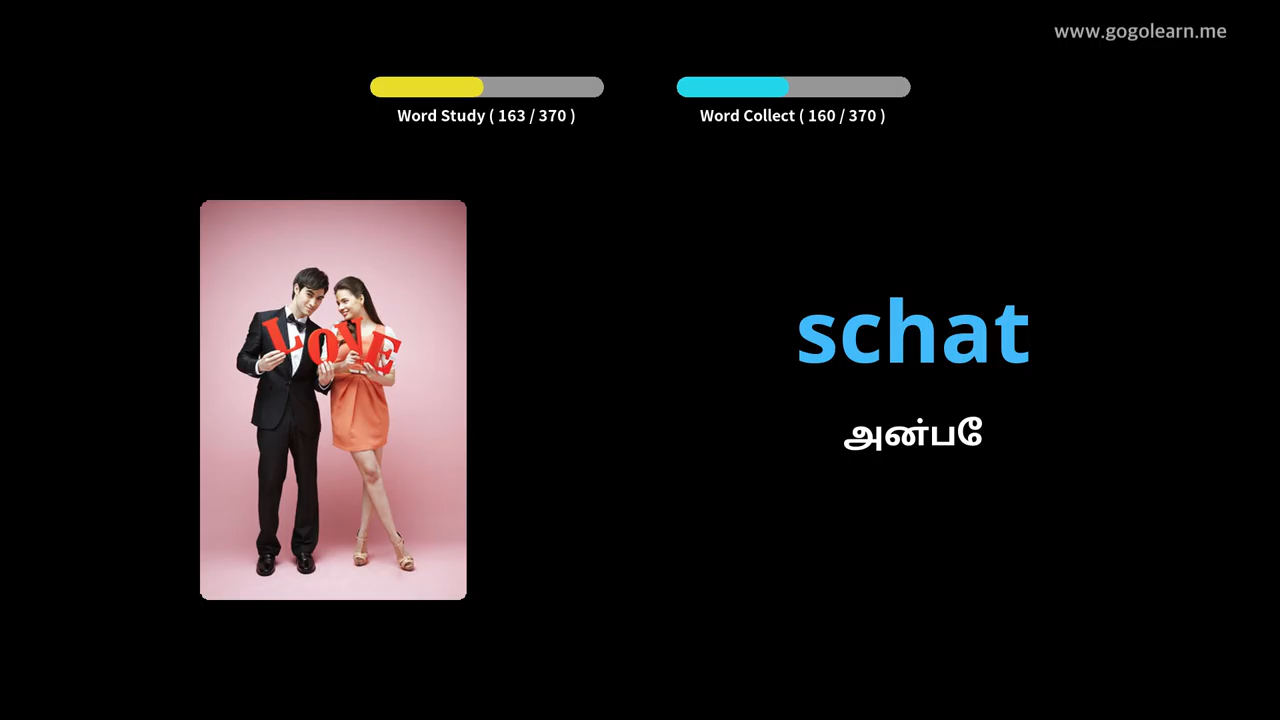 www.gogolearn.me
Word Study ( 163 / 370 )
Word Collect ( 160 / 370 )
LOVE
schat
அன்பே